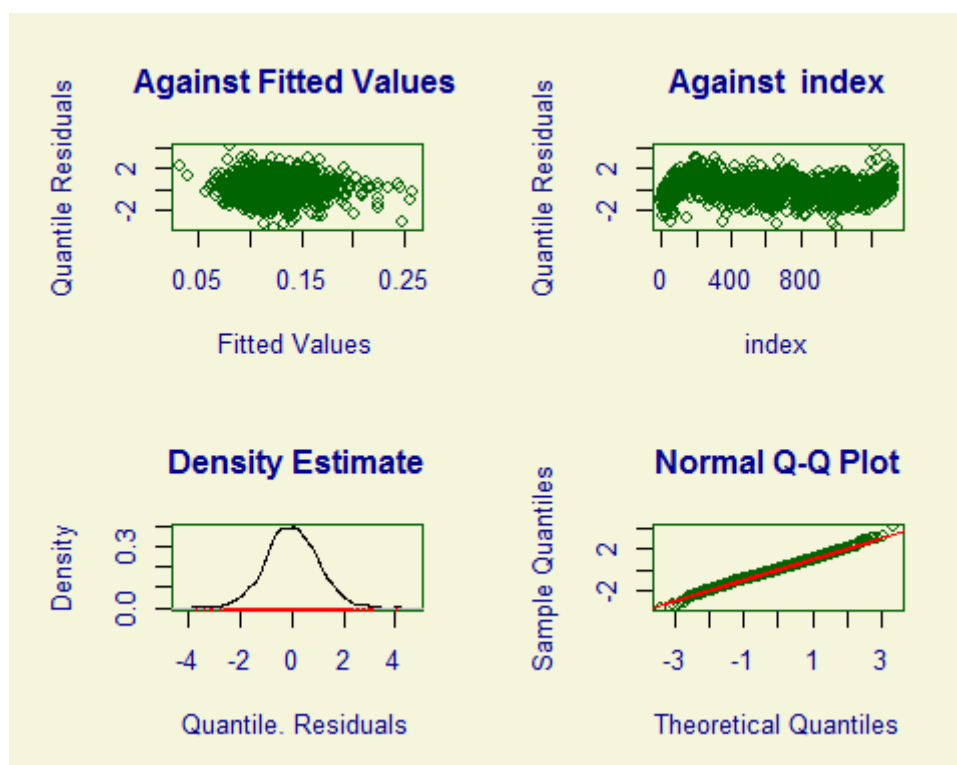 Against Fitted Values
Quantile Residuals
2
-2
0.05 0.15 0.25
Fitted Values
Against index
Quantile Residuals
2
-2
0 400 800
index
Density Estimate
Density
0.3
0.0
-4 -2 0 2 4
Quantile. Residuals
Normal Q-Q Plot
Sample Quantiles
2
-2
-3 -1 1 3
Theoretical Quantiles